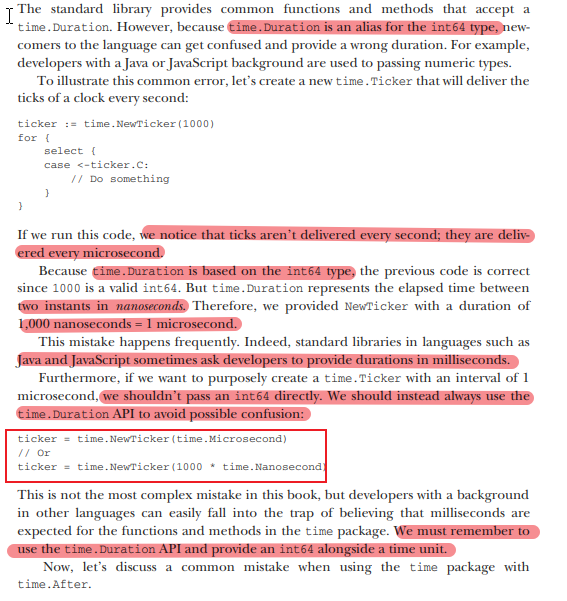 The standard library provides common functions and methods that accept a
time.Duration. However, because time.Duration is an alias for the int64 type, new-
comers to the language can get confused and provide a wrong duration. For example,
developers with a Java or JavaScript background are used to passing numeric types.
To illustrate this common error, let's create a new time.Ticker that will deliver the
ticks of a clock every second:
ticker := time.NewTicker(1000)
for {
    select {
    case <-ticker.C:
        // Do something
    }
}
If we run this code, we notice that ticks aren't delivered every second; they are deliv-
ered every microsecond.
Because time.Duration is based on the int64 type, the previous code is correct
since 1000 is a valid int64. But time.Duration represents the elapsed time between
two instants in nanoseconds. Therefore, we provided NewTicker with a duration of
1,000 nanoseconds = 1 microsecond.
This mistake happens frequently. Indeed, standard libraries in languages such as
Java and JavaScript sometimes ask developers to provide durations in milliseconds.
Furthermore, if we want to purposely create a time.Ticker with an interval of 1
microsecond, we shouldn't pass an int64 directly. We should instead always use the
time.Duration API to avoid possible confusion:
ticker = time.NewTicker(time.Microsecond)
// Or
ticker = time.NewTicker(1000 * time.Nanosecond)
This is not the most complex mistake in this book, but developers with a background
in other languages can easily fall into the trap of believing that milliseconds are
expected for the functions and methods in the time package. We must remember to
use the time.Duration API and provide an int64 alongside a time unit.
Now, let's discuss a common mistake when using the time package with
time.After.